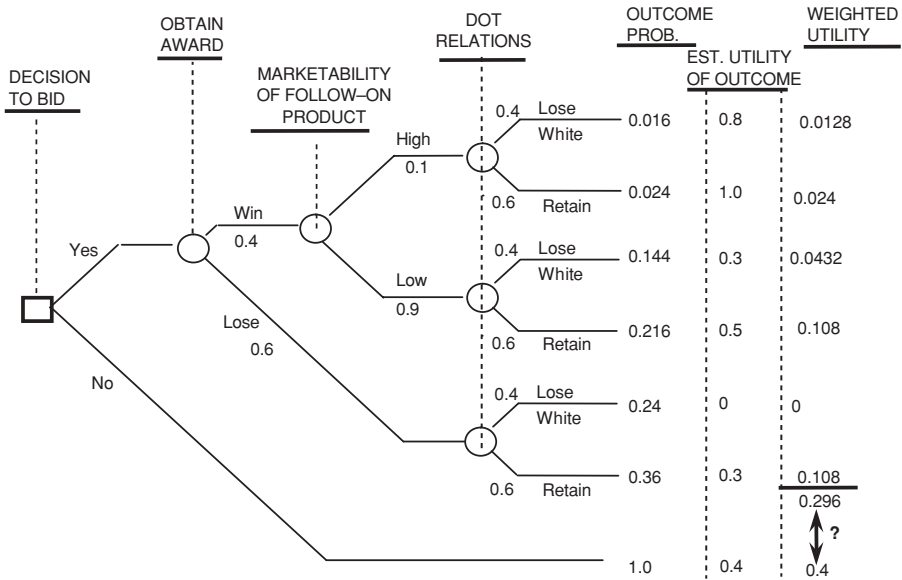 OBTAIN
AWARD
DOT
RELATIONS
OUTCOME
PROB.
WEIGHTED
UTILITY
DECISION
TO BID
MARKETABILITY
OF FOLLOW–ON
PRODUCT
EST. UTILITY
OF OUTCOME
0.4 Lose
White
0.016 0.8 0.0128
High
0.1
0.6 Retain
0.024 1.0 0.024
Win
0.4
Yes
0.4 Lose
White
0.144 0.3 0.0432
Low
0.9
Lose
0.6
0.6 Retain
0.216 0.5 0.108
No
0.4 Lose
White
0.24 0 0
0.6 Retain
0.36 0.3 0.108
0.296
?
1.0 0.4 0.4